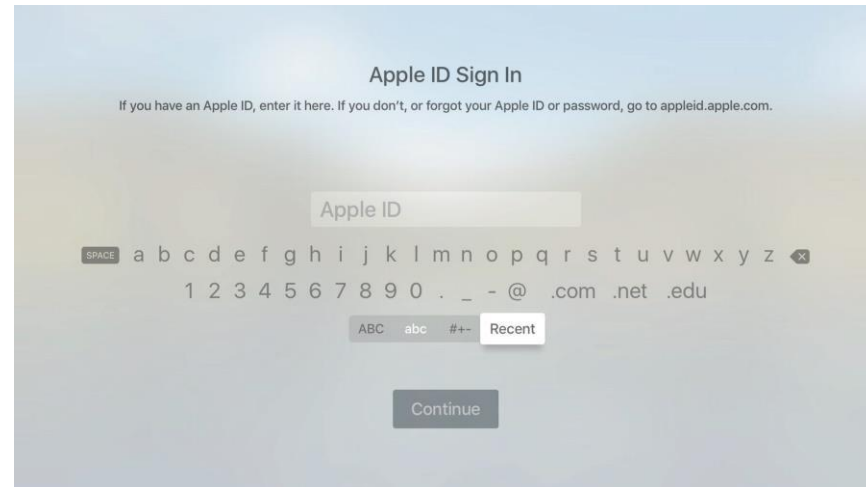 Apple ID Sign In
If you have an Apple ID, enter it here. If you don't, or forgot your Apple ID or password, go to appleid.apple.com.
Apple ID
SPACE a b c d e f g h i j k l m n o p q r s t u v w x y z
1 2 3 4 5 6 7 8 9 0 . _ - @ .com .net .edu
ABC abc #+- Recent
Continue